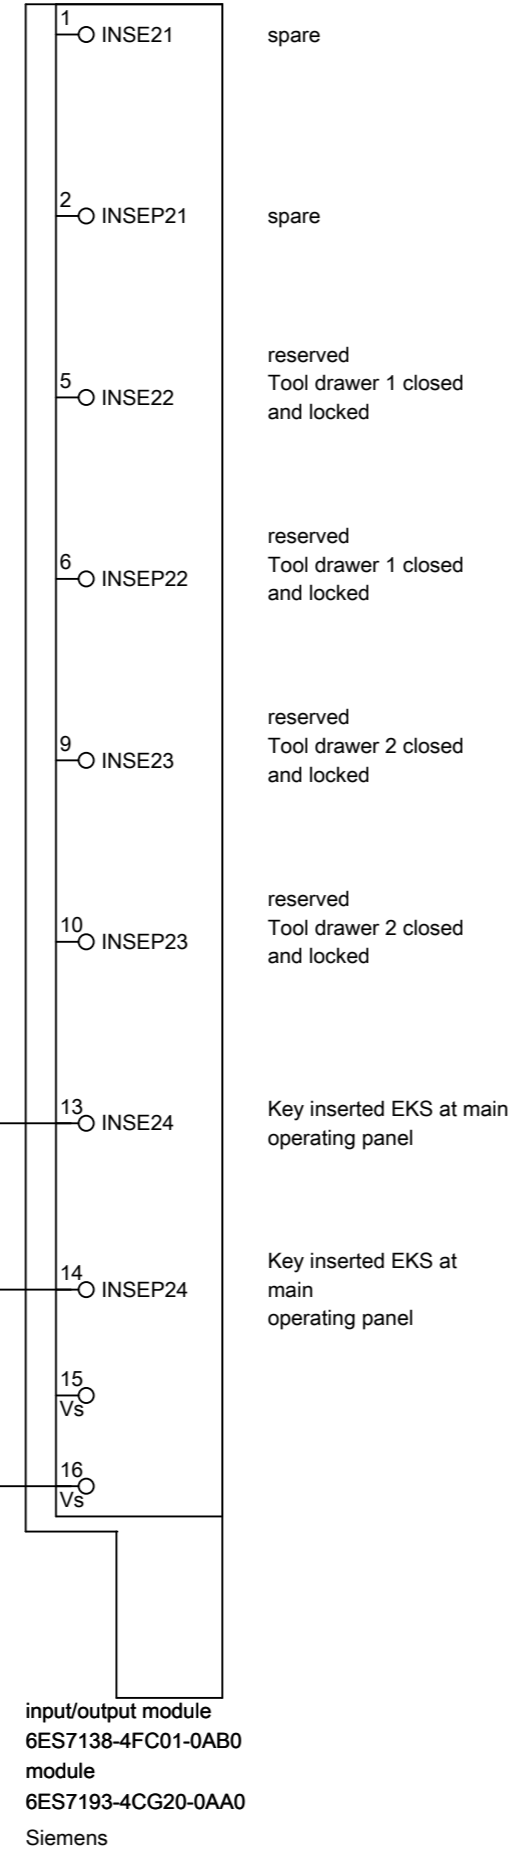 1
INSE21 spare
2
INSEP21 spare
reserved
5 Tool drawer 1 closed
INSE22 and locked
reserved
6 Tool drawer 1 closed
INSEP22 and locked
reserved
9 Tool drawer 2 closed
INSE23 and locked
reserved
10 Tool drawer 2 closed
INSEP23 and locked
13 Key inserted EKS at main
INSE24 operating panel
Key inserted EKS at
14 main
INSEP24 operating panel
15
Vs
16
Vs
input/output module
6ES7138-4FC01-0AB0
module
6ES7193-4CG20-0AA0
Siemens